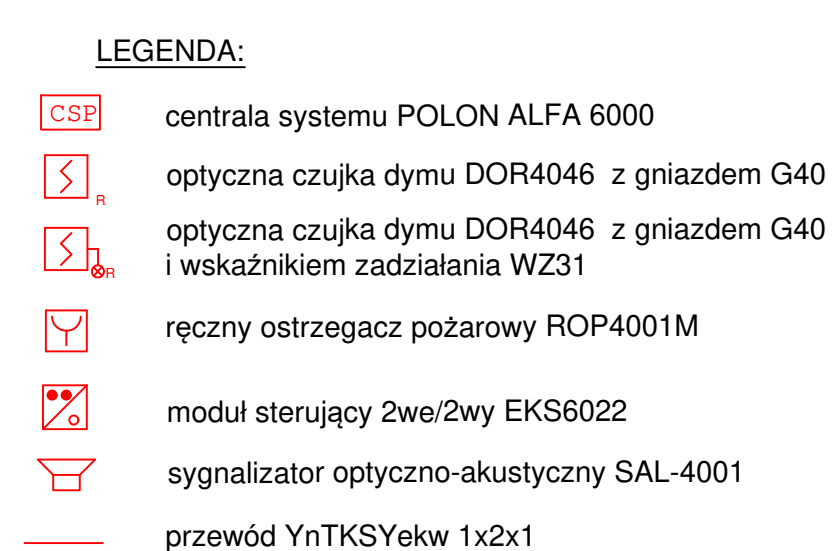 LEGENDA:
CSP centrala systemu POLON ALFA 6000
optyczna czujka dymu DOR4046 z gniazdem G40
R
optyczna czujka dymu DOR4046 z gniazdem G40
i wskaźnikiem zadziałania WZ31
R
ręczny ostrzegacz pożarowy ROP4001M
moduł sterujący 2we/2wy EKS6022
sygnalizator optyczno-akustyczny SAL-4001
przewód YnTKSYekw 1x2x1